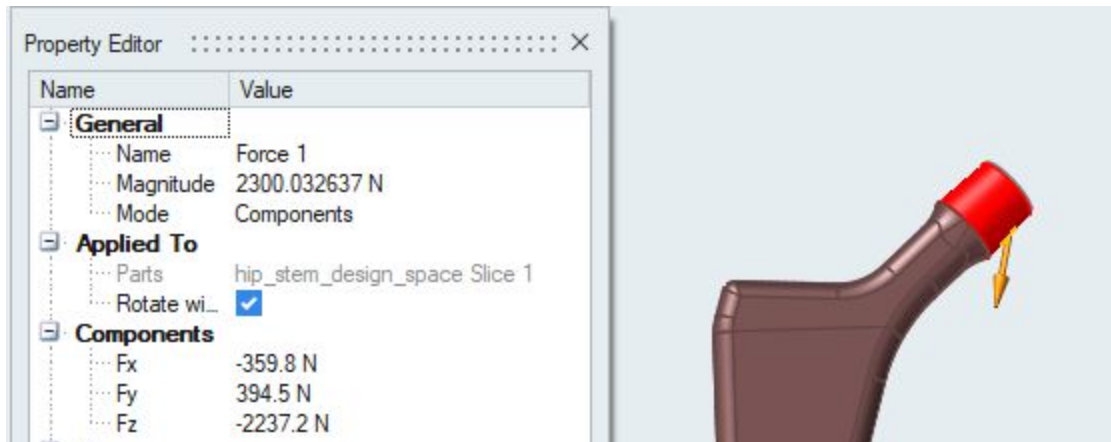 Property Editor
Name Value
General
Name Force 1
Magnitude 2300.032637 N
Mode Components
Applied To
Parts hip_stem_design_space Slice 1
Rotate wi...
Components
Fx -359.8 N
Fy 394.5 N
Fz -2237.2 N